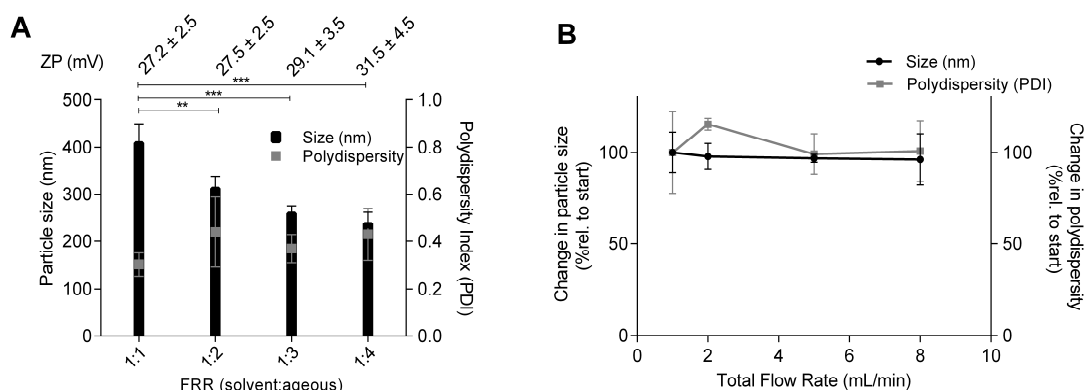 A
ZP (mV)
27.2 ± 2.5
27.5 ± 2.5
29.1 ± 3.5
31.5 ± 4.5
***
***
**
500
400
300
200
100
0
Particle size (nm)
Size (nm)
Polydispersity
1.0
0.8
0.6
0.4
0.2
0.0
Polydispersity Index (PDI)
1:1
1:2
1:3
1:4
FRR (solvent:aqeous)
B
Size (nm)
Polydispersity (PDI)
Change in particle size
(%rel. to start)
100
50
0
100
50
0
Change in polydispersity
(%rel. to start)
0
2
4
6
8
10
Total Flow Rate (mL/min)